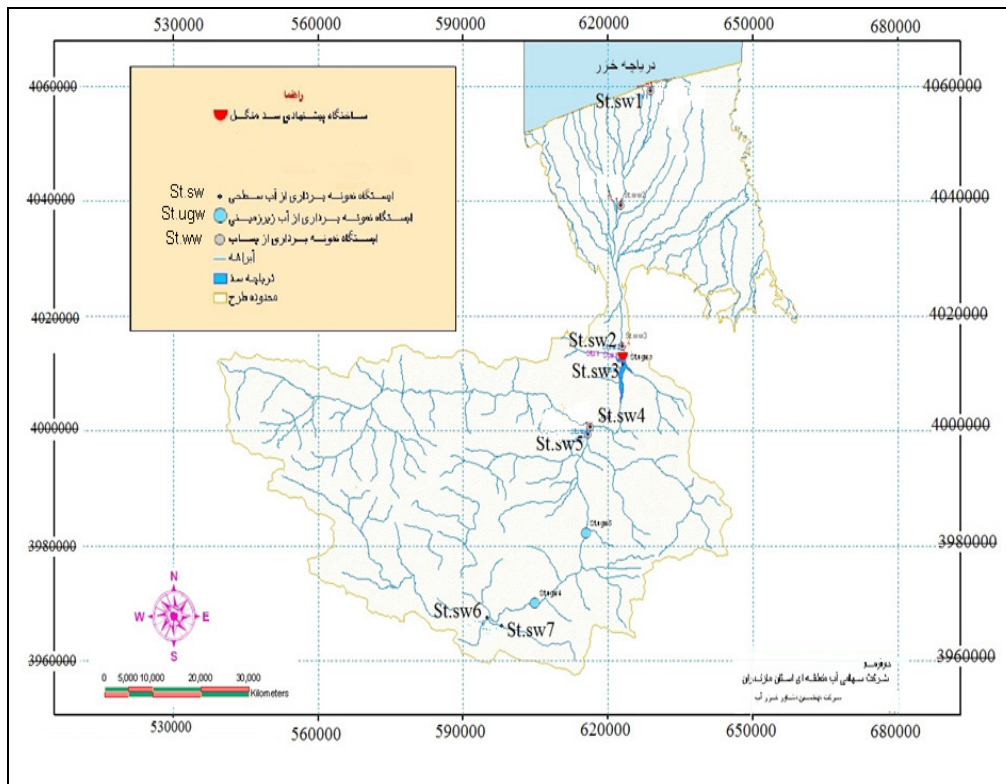 530000 560000 590000 620000 650000 680000
4060000 4060000
دریاچه خزر
St.sw1
راهنما
ساختگاه پیشنهادی سد منگل
St.sw ایستگاه نمونه برداری از آب سطحی
St.ugw ایستگاه نمونه برداری از آب زیرزمینی
St.ww ایستگاه نمونه برداری از پساب
آبراهه
دریاچه سد
محدوده طرح
4040000 4040000
4020000 4020000
St.sw2
St.sw3
St.sw4
4000000 4000000
St.sw5
3980000 3980000
St.sw6
St.sw7
N
W E
S
3960000 3960000
0 5,000 10,000 20,000 30,000
Kilometers
شرکت سهامی آب منطقه ای استان مازندران
530000 560000 590000 620000 650000 680000